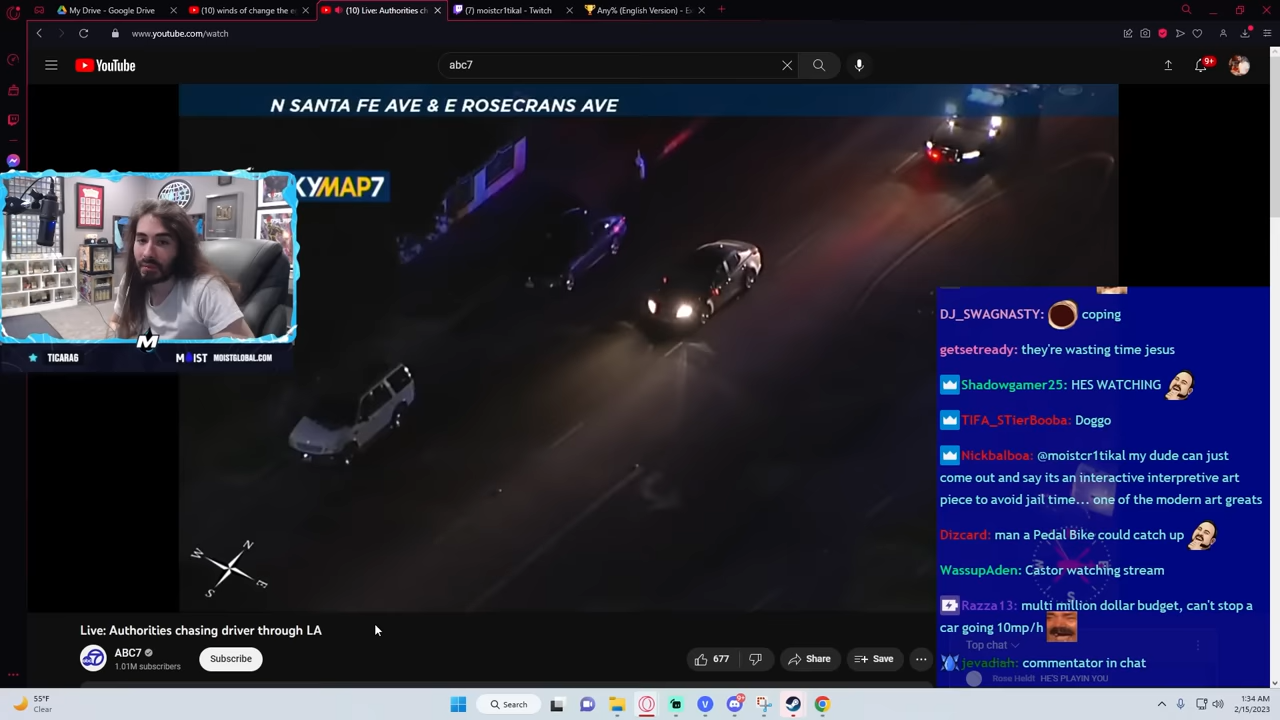 My Drive - Google Drive
(10) winds of change the e
(10) Live: Authorities c
(7) moistcr1tikal - Twitch
Any% (English Version) - E
www.youtube.com/watch
YouTube
abc7
9+
N SANTA FE AVE & E ROSECRANS AVE
KYMAP7
M
TICARA6
MOIST MOISTGLOBAL.COM
DJ_SWAGNASTY: coping
getsetready: they're wasting time jesus
Shadowgamer25: HES WATCHING
TIFA_STierBooba: Doggo
Nickbalboa: @moistcr1tikal my dude can just
come out and say its an interactive interpretive art
piece to avoid jail time... one of the modern art greats
Dizcard: man a Pedal Bike could catch up
WassupAden: Castor watching stream
Razza13: multi million dollar budget, can't stop a
car going 10mp/h
jevadiah: commentator in chat
N
W
E
S
S
Live: Authorities chasing driver through LA
ABC7
1.01M subscribers
Subscribe
677
Share
Save
Top chat
Rose Heldt HE'S PLAYIN YOU
55°F
Clear
Search
1:34 AM
2/15/2023